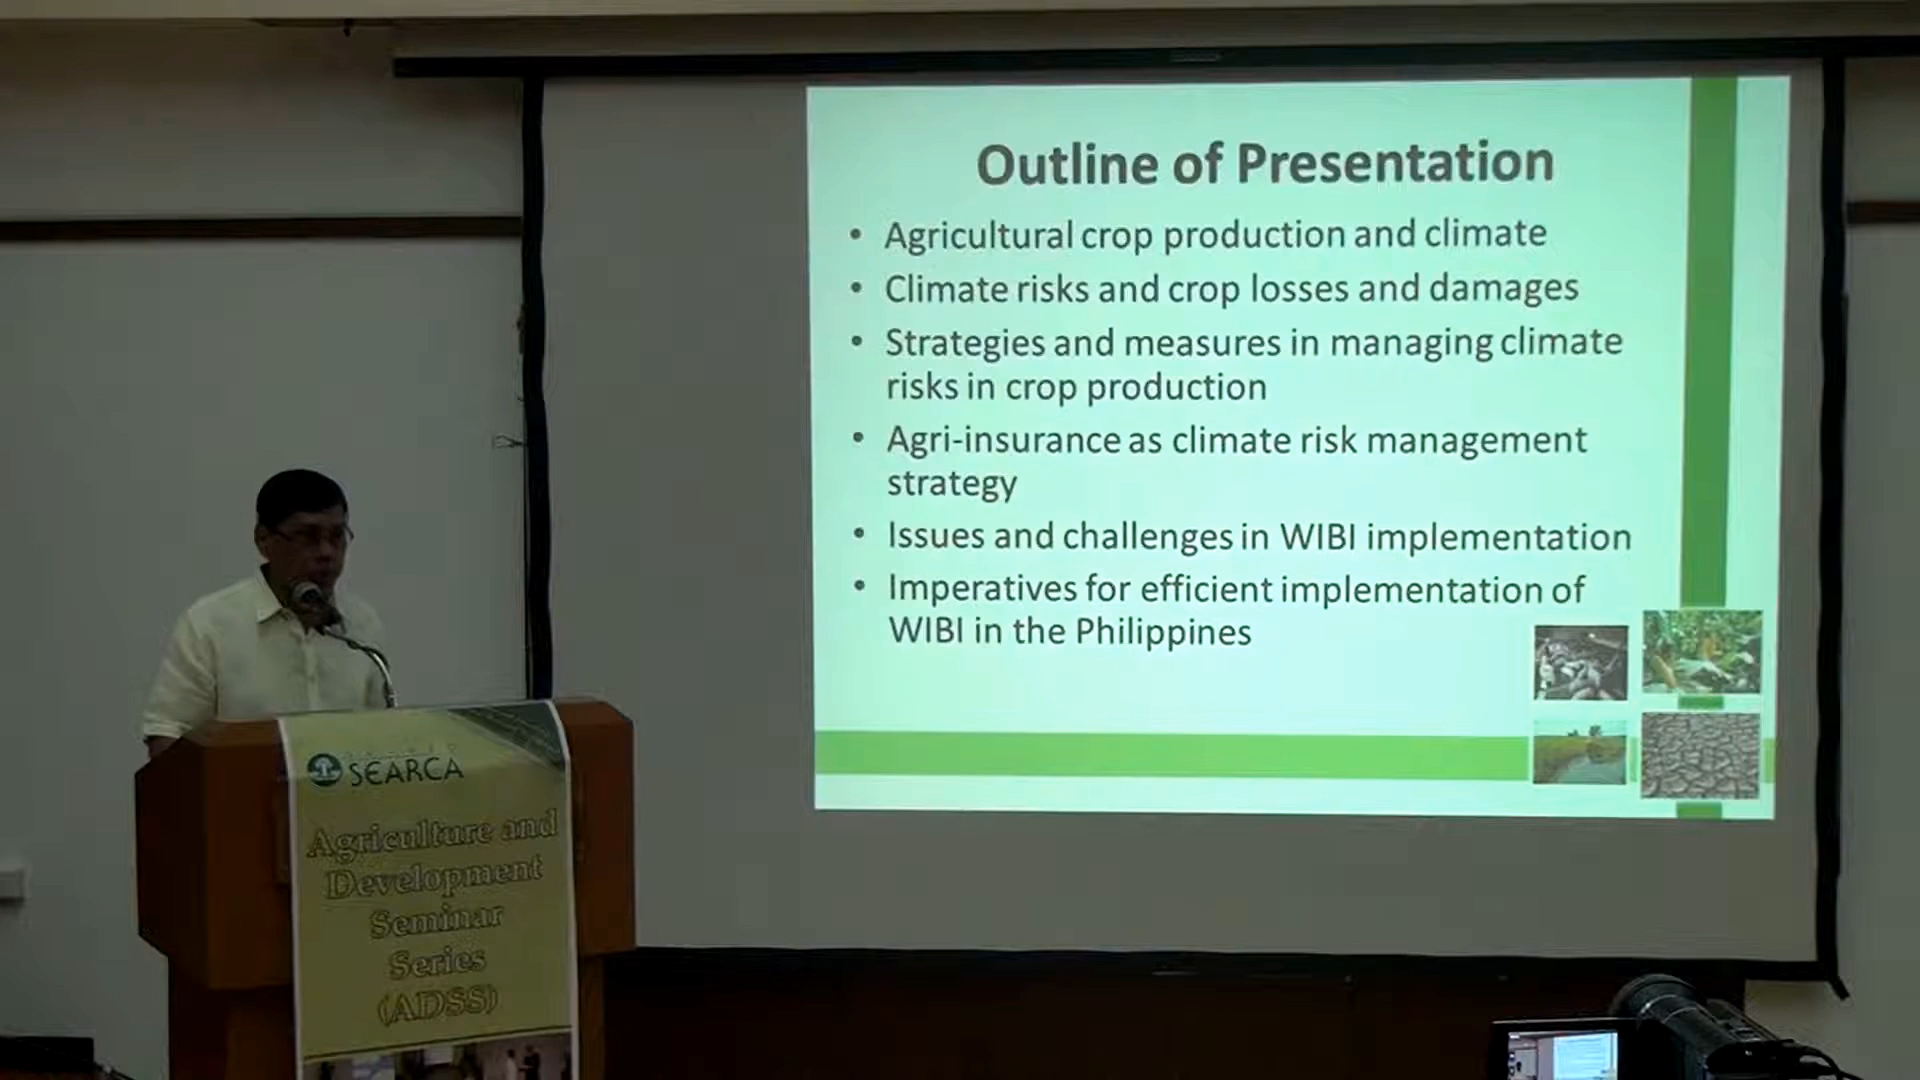 Outline of Presentation
• Agricultural crop production and climate
• Climate risks and crop losses and damages
• Strategies and measures in managing climate
risks in crop production
• Agri-insurance as climate risk management
strategy
• Issues and challenges in WIBI implementation
• Imperatives for efficient implementation of
WIBI in the Philippines
SEARCA
Agriculture and
Development
Seminar
Series
(ADSS)